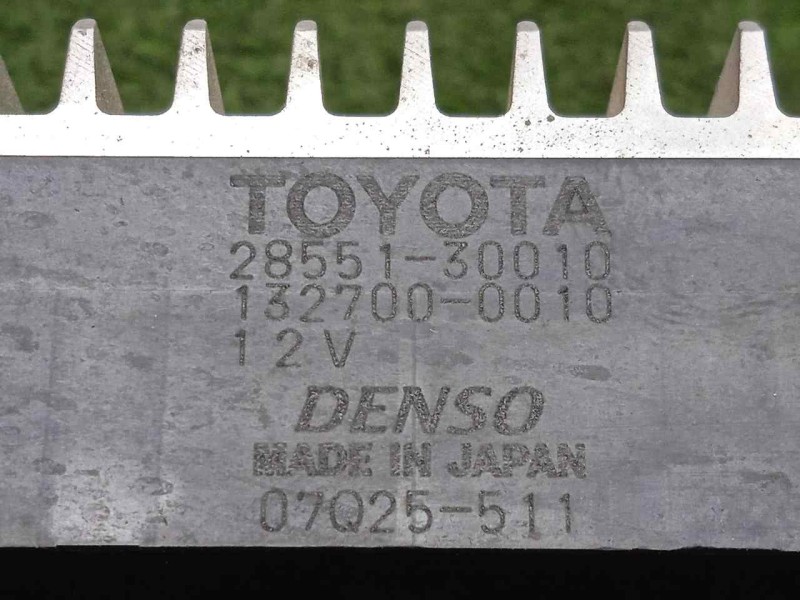 TOYOTA
28551-30010
132700-0010
12V
DENSO
MADE IN JAPAN
07Q25-511